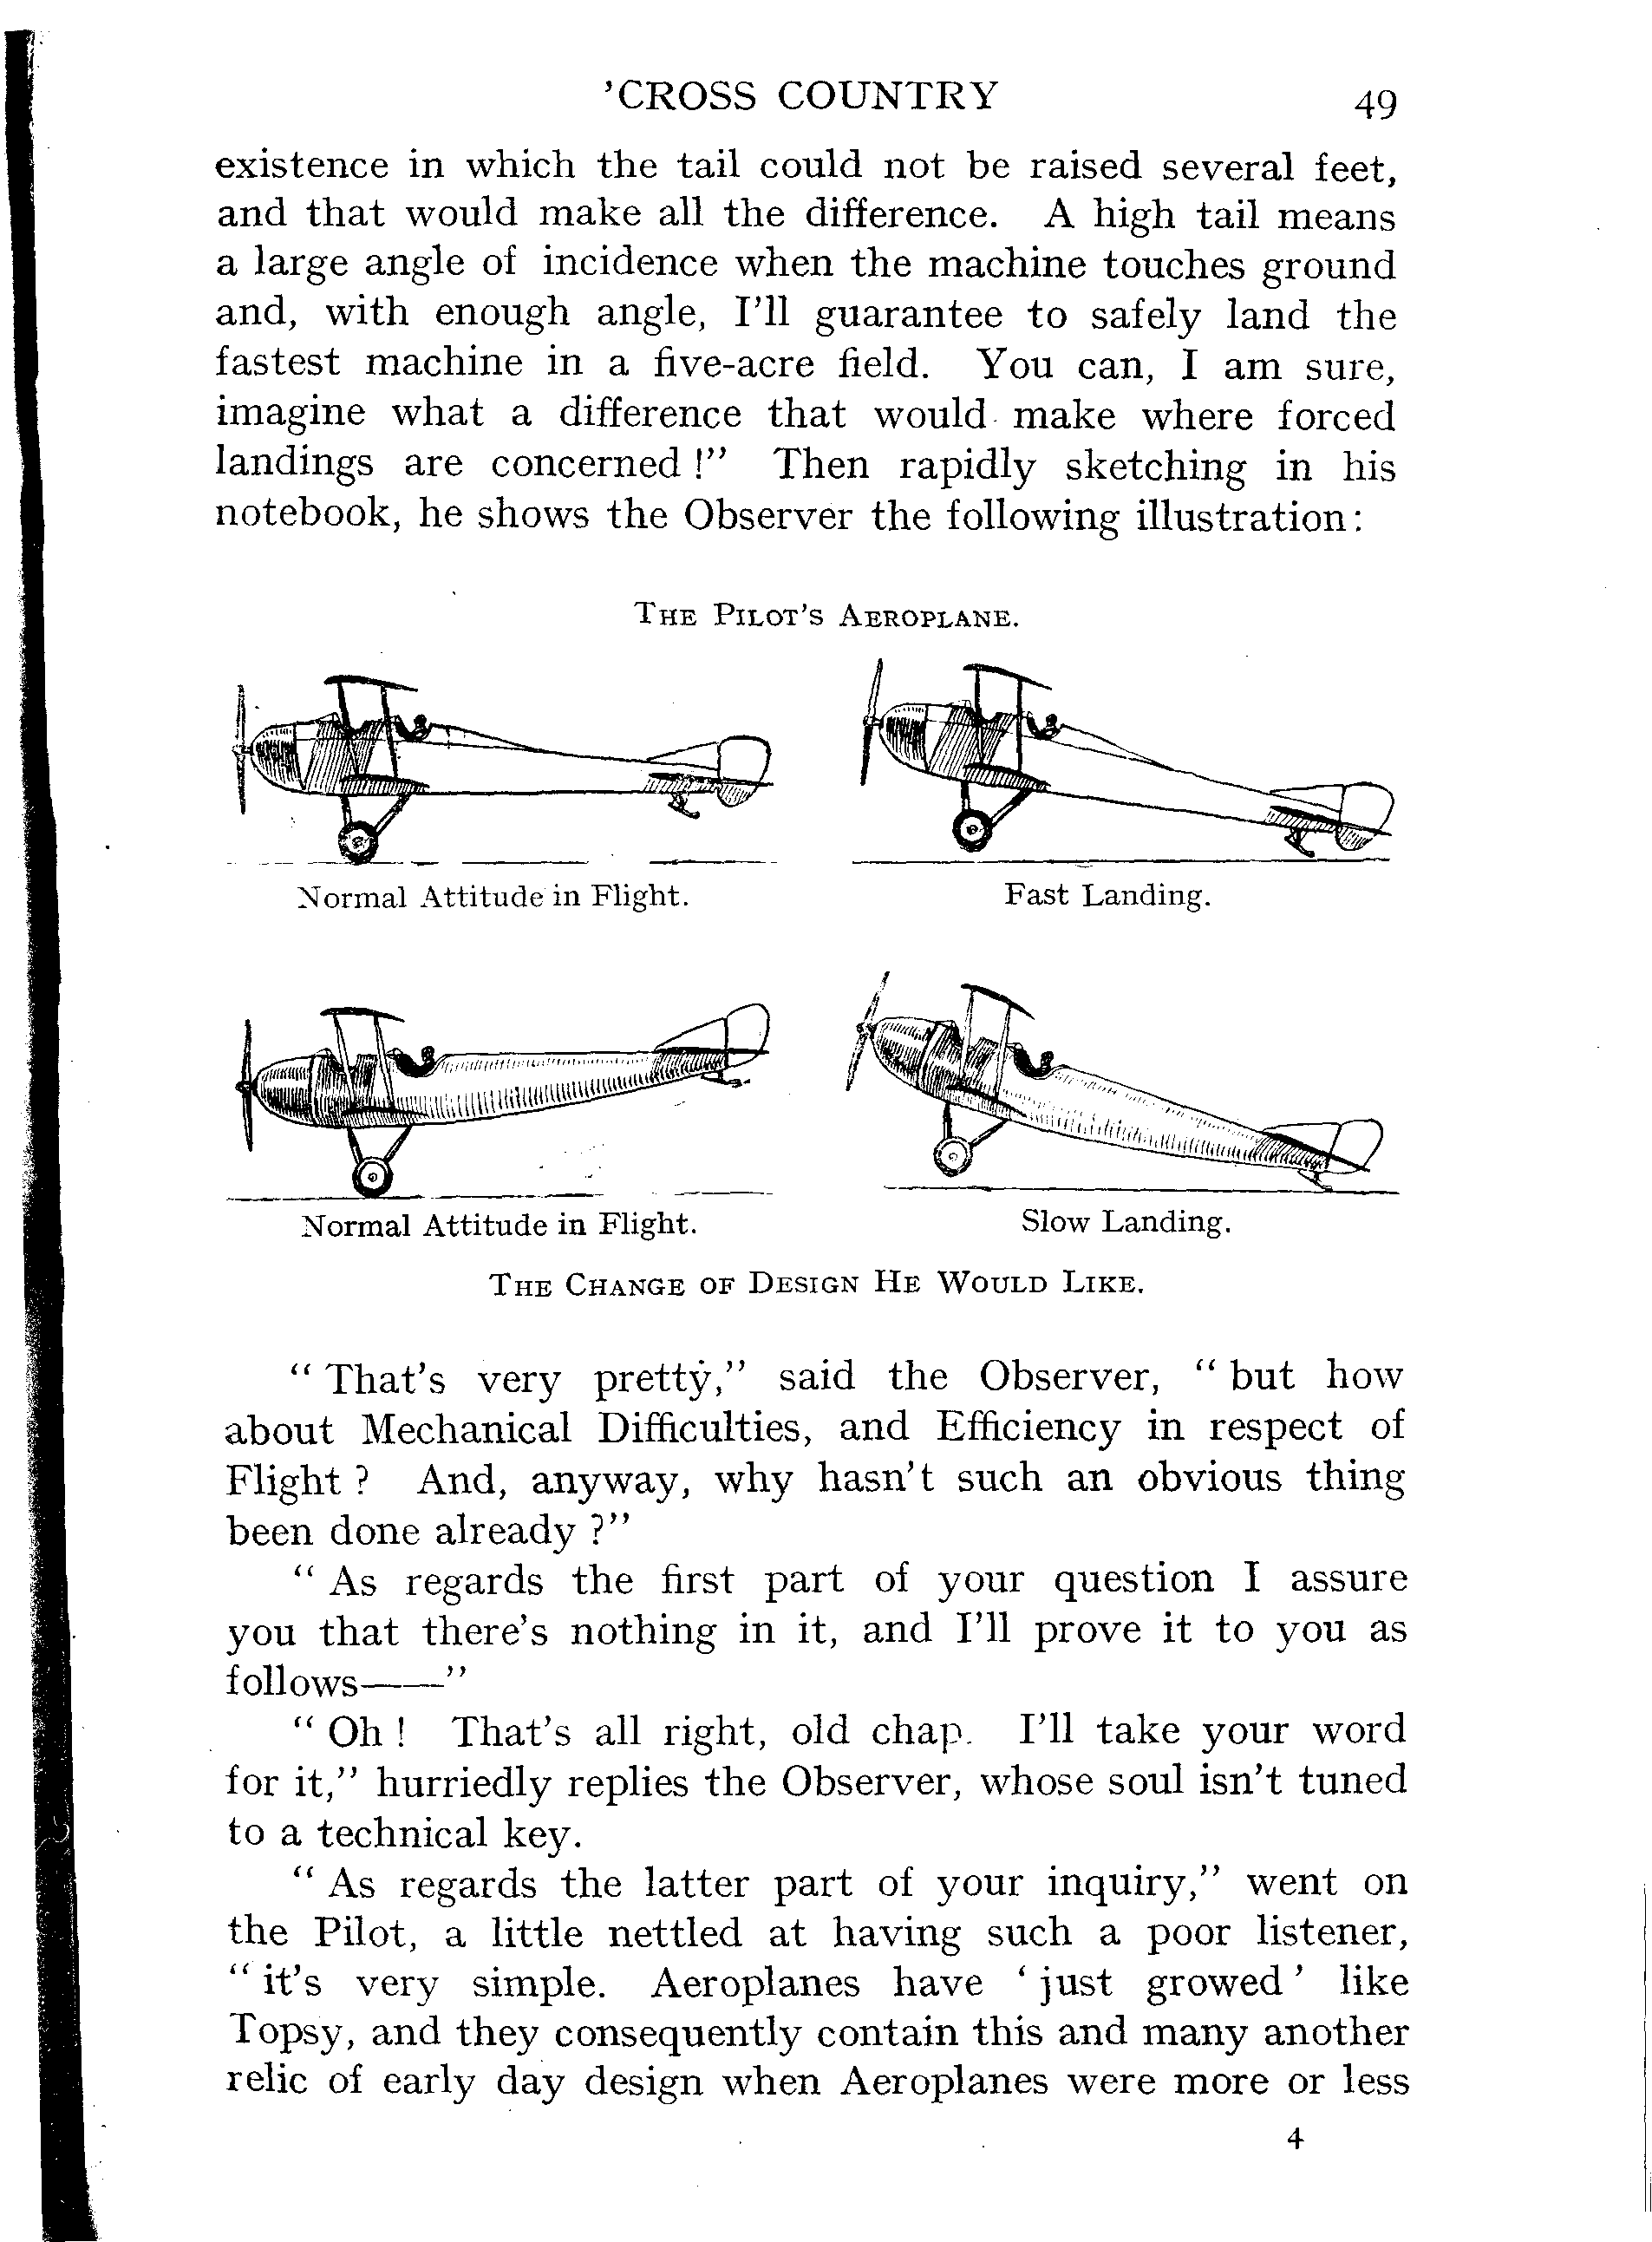 'CROSS COUNTRY 49
existence in which the tail could not be raised several feet,
and that would make all the difference. A high tail means
a large angle of incidence when the machine touches ground
and, with enough angle, I'll guarantee to safely land the
fastest machine in a five-acre field. You can, I am sure,
imagine what a difference that would make where forced
landings are concerned !” Then rapidly sketching in his
notebook, he shows the Observer the following illustration:
THE PILOT'S AEROPLANE.
Normal Attitude in Flight. Fast Landing.
Normal Attitude in Flight. Slow Landing.
THE CHANGE OF DESIGN HE WOULD LIKE.
“ That's very pretty,” said the Observer, “ but how
about Mechanical Difficulties, and Efficiency in respect of
Flight ? And, anyway, why hasn't such an obvious thing
been done already ?”
“ As regards the first part of your question I assure
you that there's nothing in it, and I'll prove it to you as
follows——”
“ Oh ! That's all right, old chap. I'll take your word
for it,” hurriedly replies the Observer, whose soul isn't tuned
to a technical key.
“ As regards the latter part of your inquiry,” went on
the Pilot, a little nettled at having such a poor listener,
“ it's very simple. Aeroplanes have ‘ just growed ’ like
Topsy, and they consequently contain this and many another
relic of early day design when Aeroplanes were more or less
4